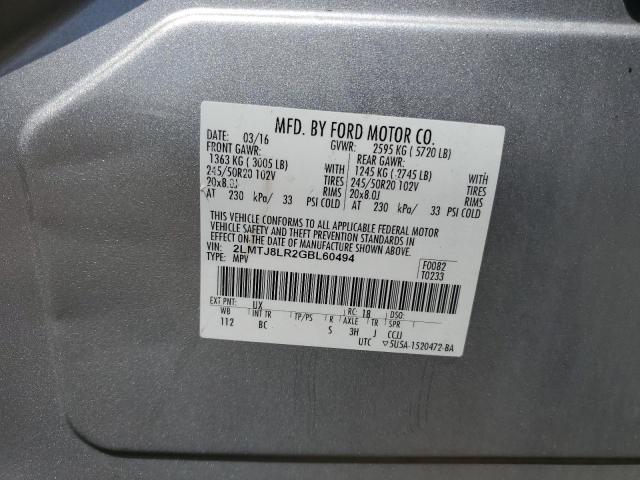 MFD. BY FORD MOTOR CO.
DATE: 03/16 GVWR: 2595 KG ( 5720 LB)
FRONT GAWR: REAR GAWR:
1363 KG ( 3005 LB) WITH 1245 KG ( 2745 LB) WITH
245/50R20 102V TIRES 245/50R20 102V TIRES
20x8.0J RIMS 20x8.0J RIMS
AT 230 kPa/ 33 PSI COLD AT 230 kPa/ 33 PSI COLD
THIS VEHICLE CONFORMS TO ALL APPLICABLE FEDERAL MOTOR
VEHICLE SAFETY AND THEFT PREVENTION STANDARDS IN
EFFECT ON THE DATE OF MANUFACTURE SHOWN ABOVE.
VIN: 2LMTJ8LR2GBL60494 F0082
TYPE: MPV T0233
EXT PNT: UX RC: 18 DSO:
WB INT TR TP/PS R AXLE TR SPR
112 BC S 3H J CCJJ
UTC ▽5U5A-1520472-BA